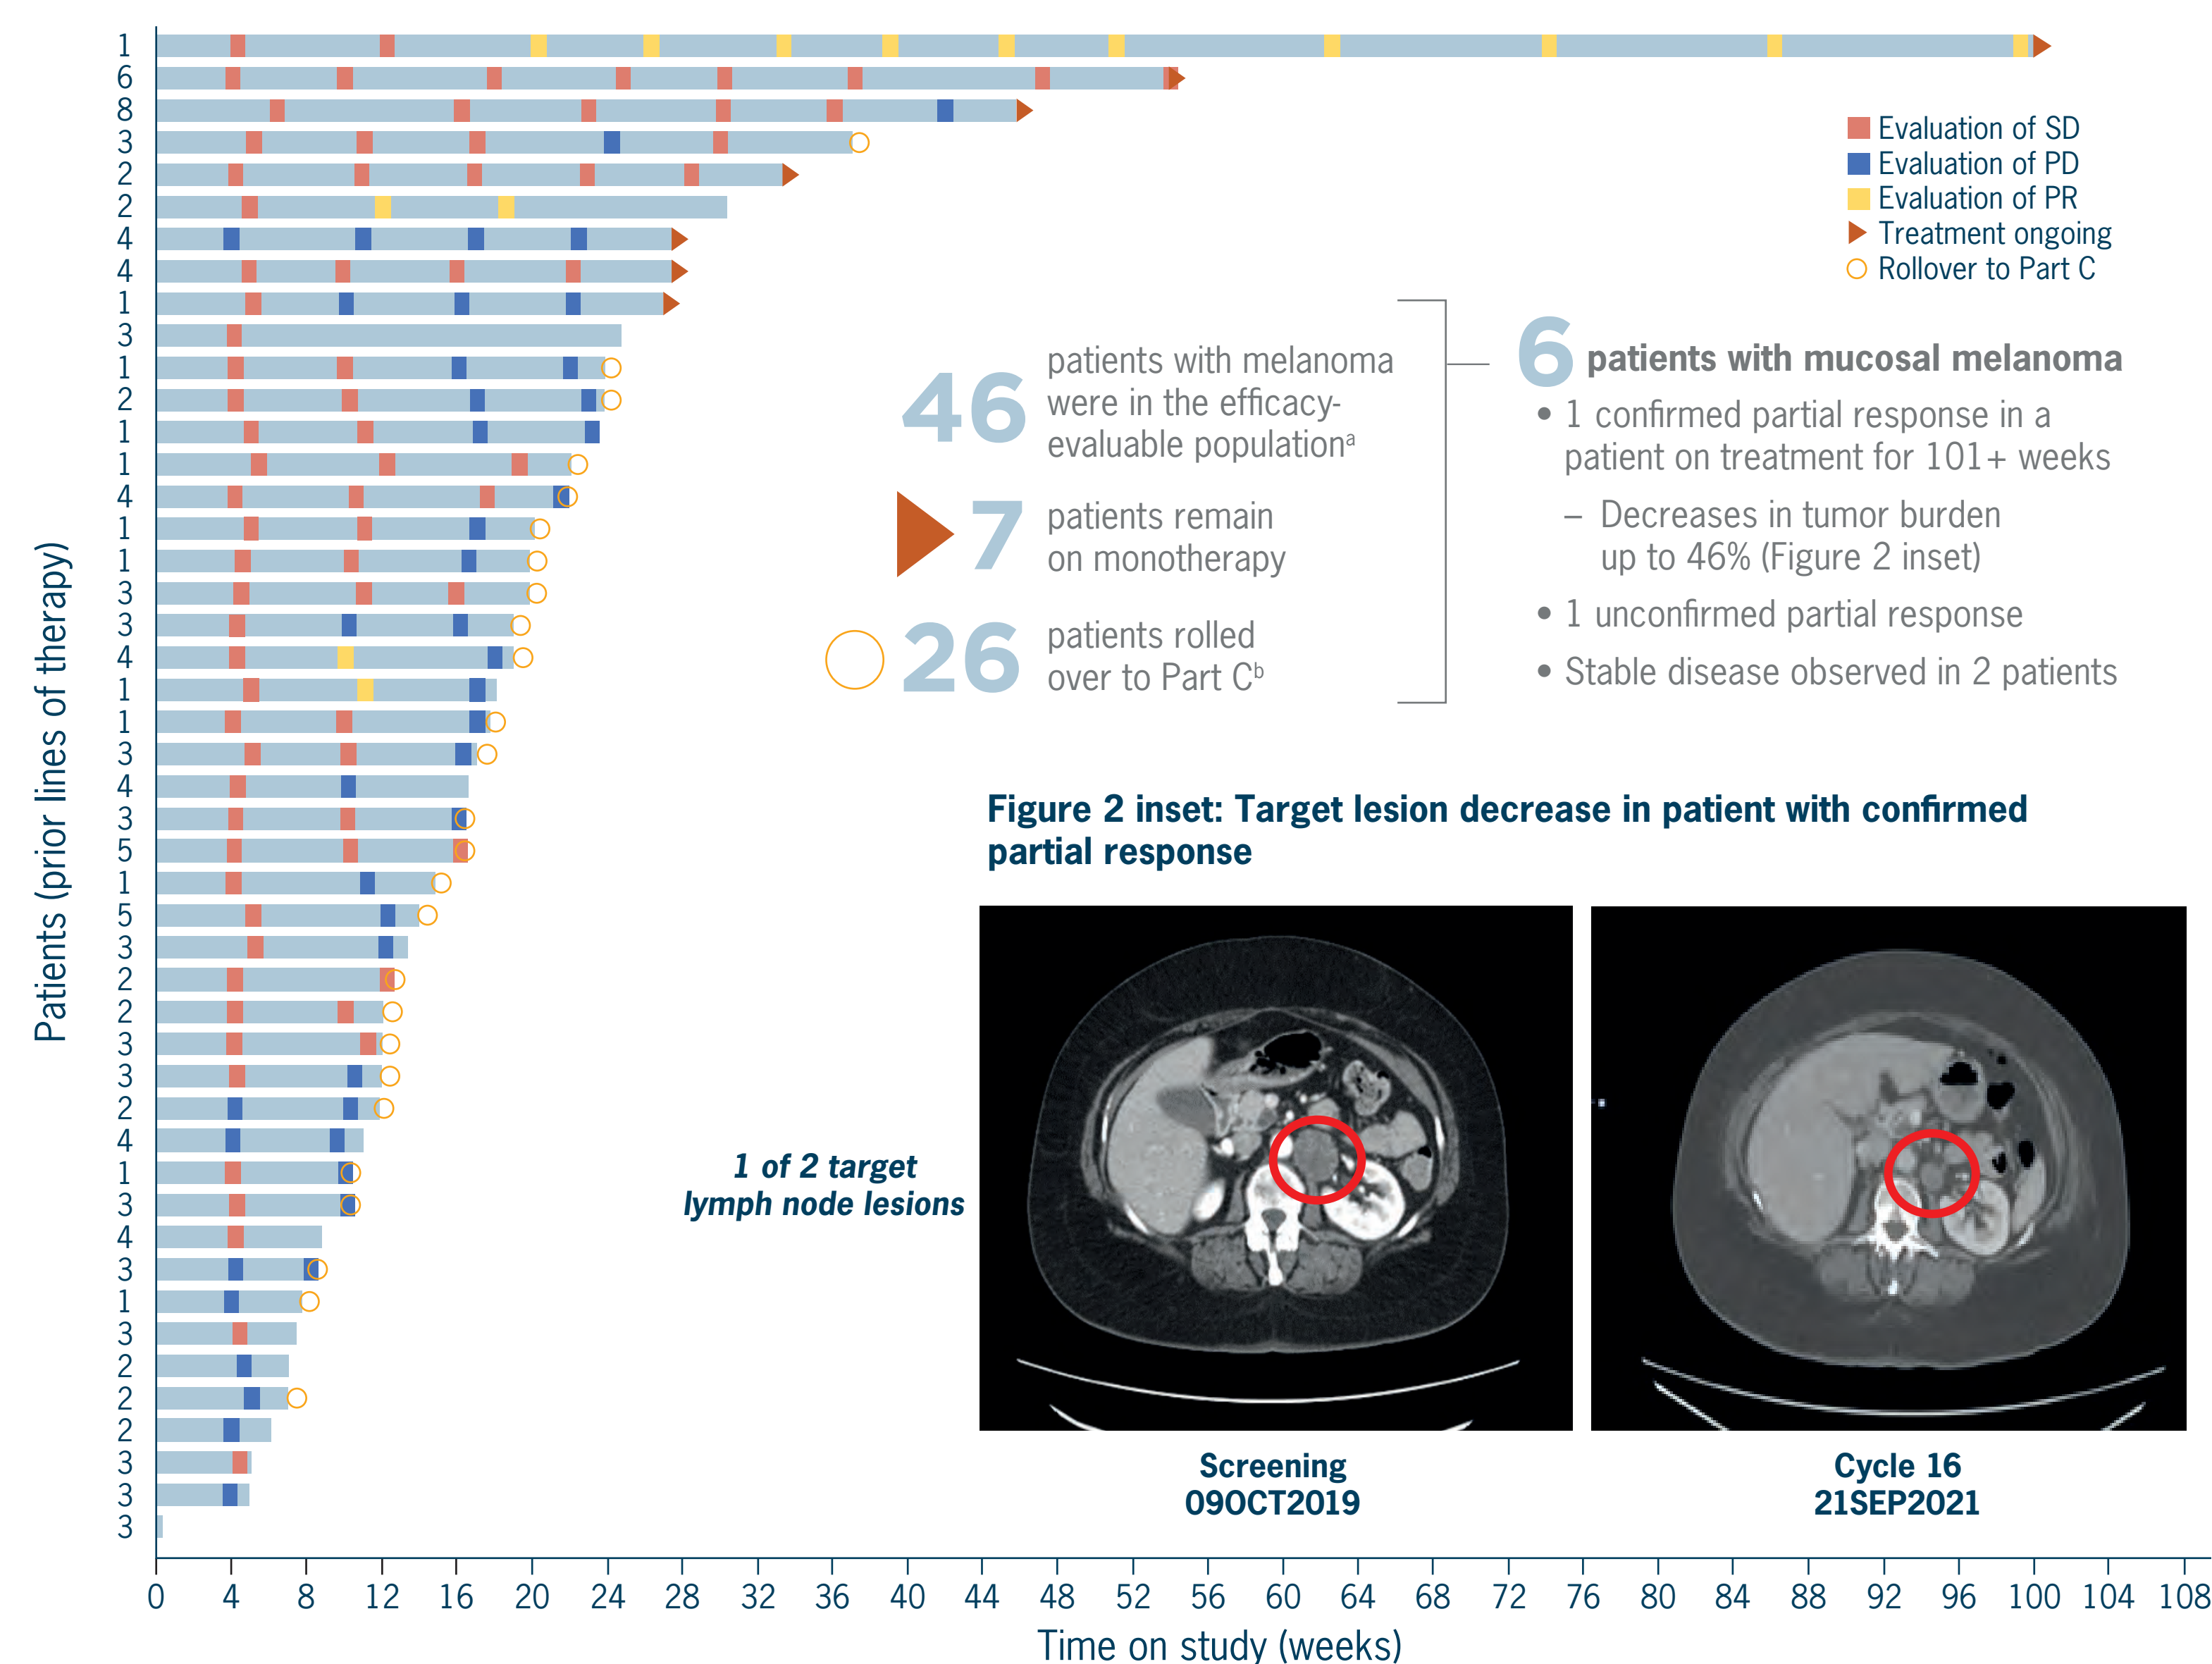 Patients (prior lines of therapy)
1
6
8
3
2
2
4
4
1
3
1
2
1
1
4
1
1
3
3
4
1
1
3
4
3
5
1
5
3
2
2
3
3
2
4
1
3
4
3
1
3
2
2
2
3
3
3
Evaluation of SD
Evaluation of PD
Evaluation of PR
Treatment ongoing
Rollover to Part C
46
patients with melanoma
were in the efficacy-
evaluable populationa
7
patients remain
on monotherapy
26
patients rolled
over to Part Cb
6 patients with mucosal melanoma
• 1 confirmed partial response in a
patient on treatment for 101+ weeks
– Decreases in tumor burden
up to 46% (Figure 2 inset)
• 1 unconfirmed partial response
• Stable disease observed in 2 patients
Figure 2 inset: Target lesion decrease in patient with confirmed
partial response
1 of 2 target
lymph node lesions
Screening
09OCT2019
Cycle 16
21SEP2021
0 4 8 12 16 20 24 28 32 36 40 44 48 52 56 60 64 68 72 76 80 84 88 92 96 100 104 108
Time on study (weeks)